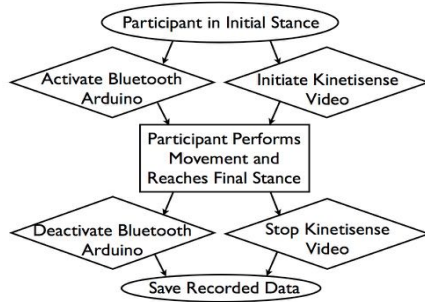 Participant in Initial Stance
Activate Bluetooth
Arduino
Initiate Kinetisense
Video
Participant Performs
Movement and
Reaches Final Stance
Deactivate Bluetooth
Arduino
Stop Kinetisense
Video
Save Recorded Data